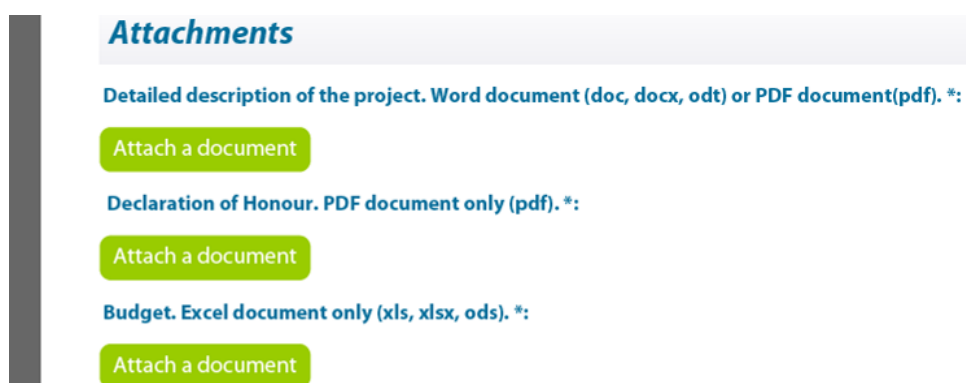 Attachments
Detailed description of the project. Word document (doc, docx, odt) or PDF document(pdf). *:
Attach a document
Declaration of Honour. PDF document only (pdf). *:
Attach a document
Budget. Excel document only (xls, xlsx, ods). *:
Attach a document